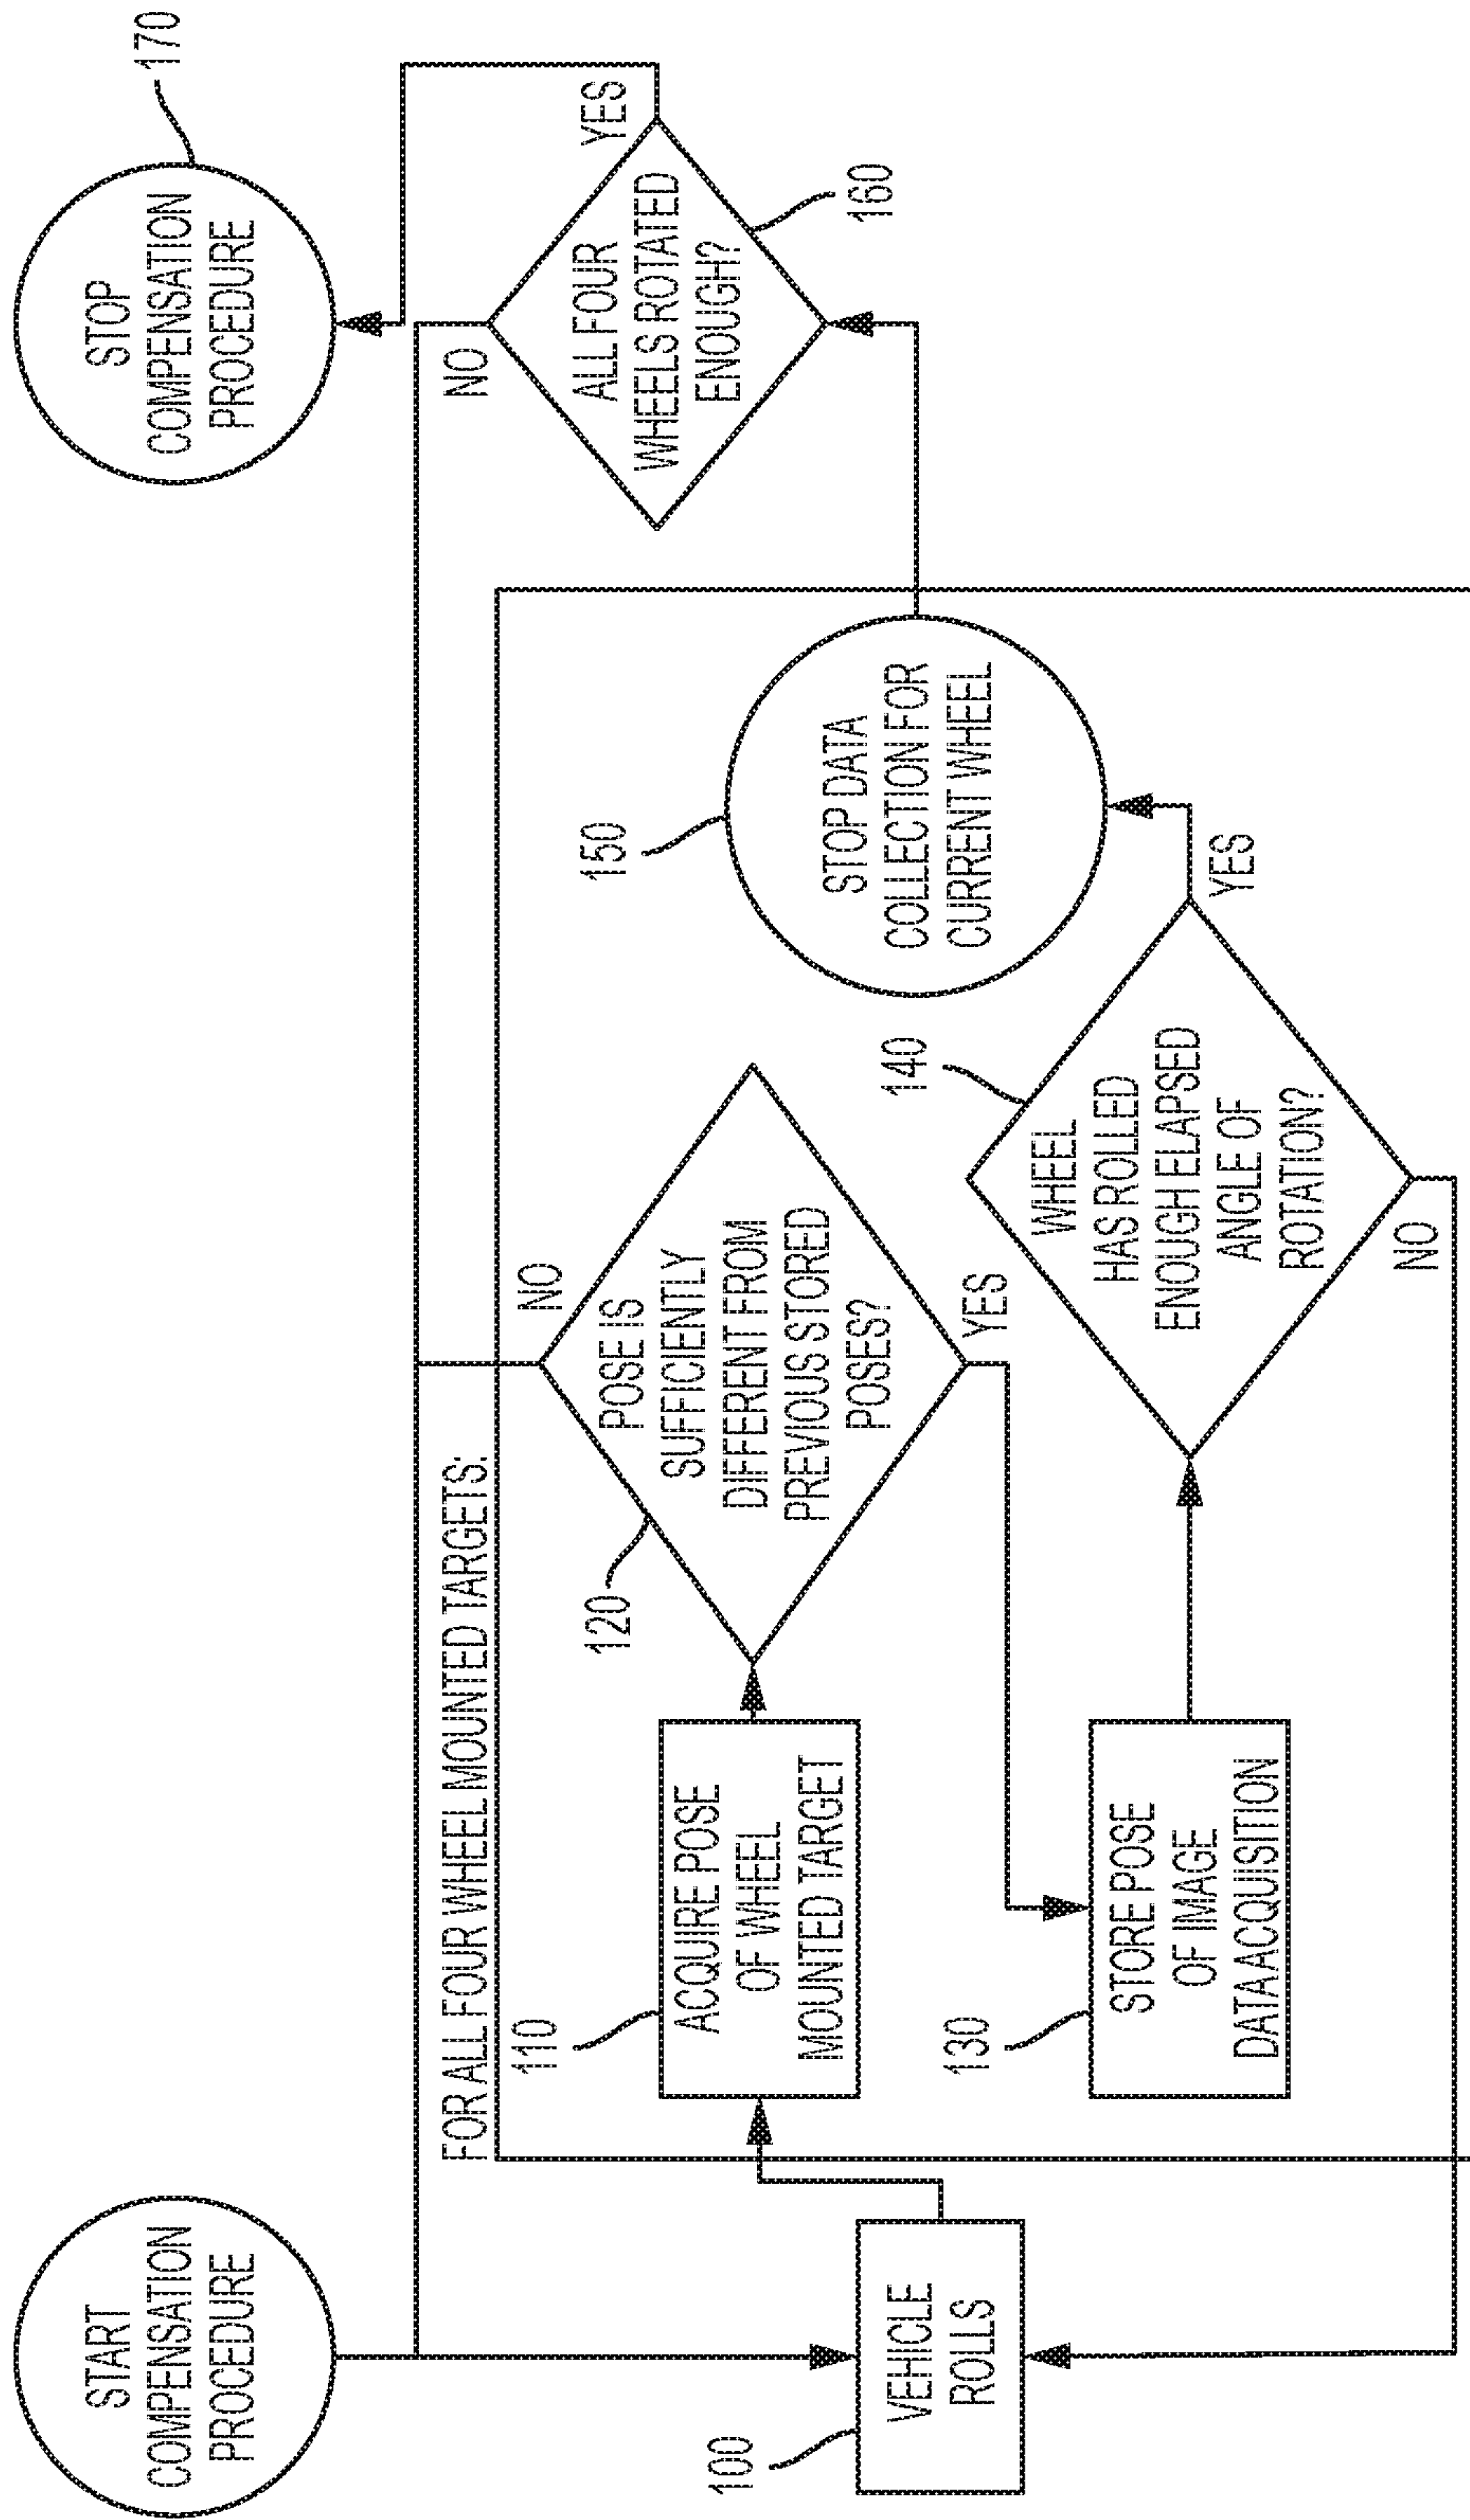 START
COMPENSATION
PROCEDURE
100
VEHICLE
ROLLS
FOR ALL FOUR WHEEL MOUNTED TARGETS:
110
ACQUIRE POSE
OF WHEEL
MOUNTED TARGET
120
POSE IS
SUFFICIENTLY
DIFFERENT FROM
PREVIOUS STORED
POSES?
NO
YES
130
STORE POSE
OF IMAGE
DATA ACQUISITION
140
WHEEL
HAS ROLLED
ENOUGH ELAPSED
ANGLE OF
ROTATION?
NO
YES
150
STOP DATA
COLLECTION FOR
CURRENT WHEEL
160
ALL FOUR
WHEELS ROTATED
ENOUGH?
NO
YES
170
STOP
COMPENSATION
PROCEDURE